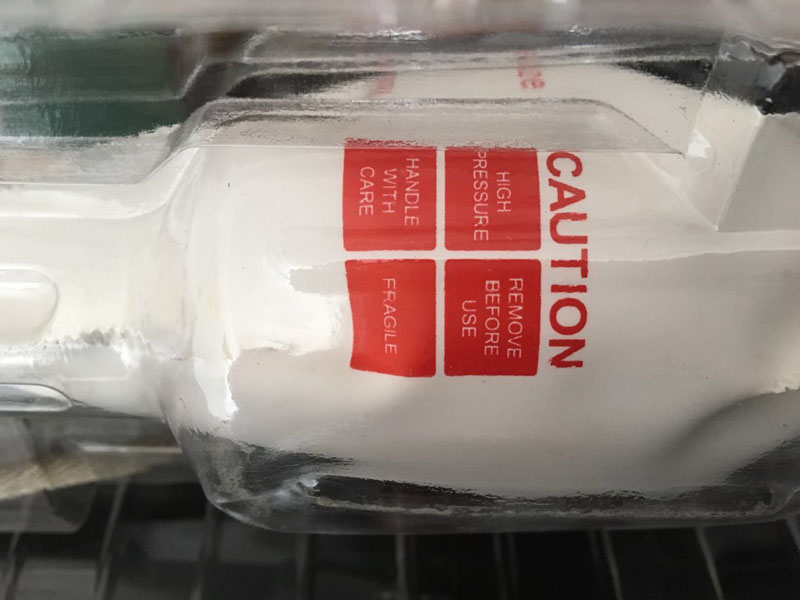 CAUTION
HIGH
PRESSURE
REMOVE
BEFORE
USE
HANDLE
WITH
CARE
FRAGILE